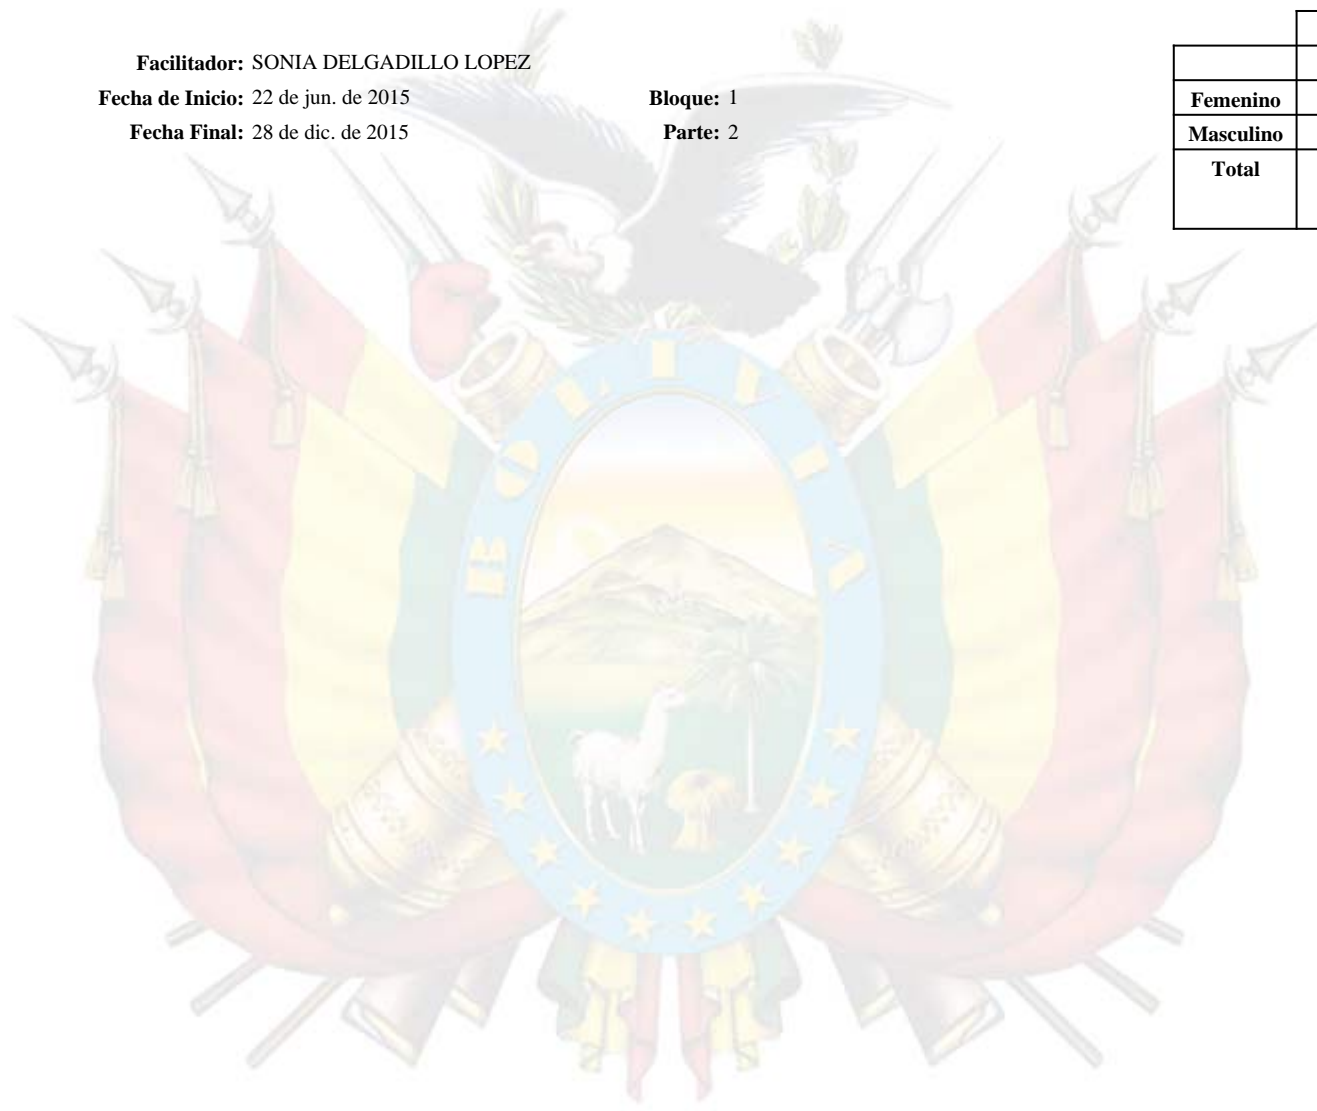 Facilitador: SONIA DELGADILLO LOPEZ
Fecha de Inicio: 22 de jun. de 2015 Bloque: 1
Fecha Final: 28 de dic. de 2015 Parte: 2
Femenino
Masculino
Total
BOLIVIA